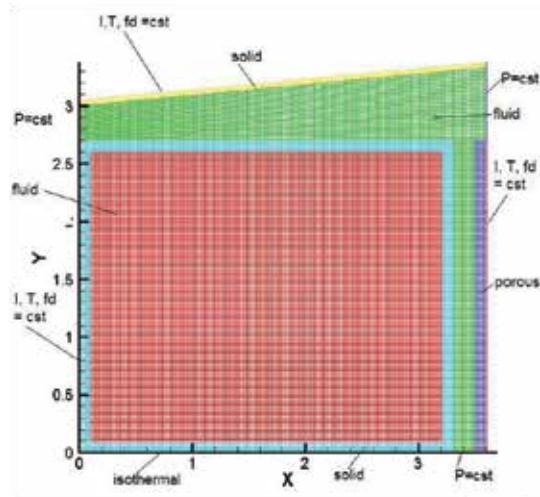 I,T, fd =cst
solid
P=cst
3
P=cst
fluid
2.5
fluid
I, T, fd
= cst
Y
1.5
I, T, fd
= cst
porous
1
0.5
0
0
1
2
3
isothermal
X
solid
P=cst